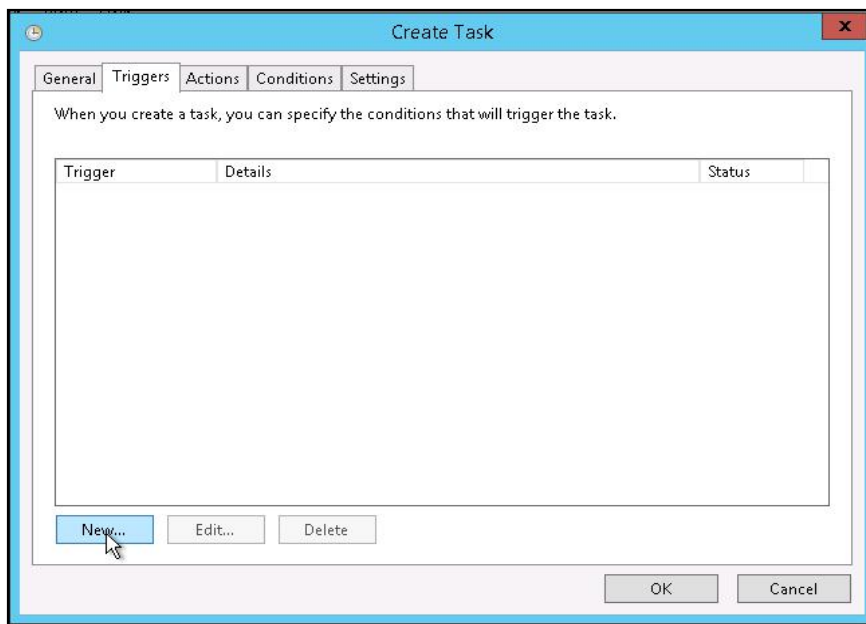 Create Task
x
General Triggers Actions Conditions Settings
When you create a task, you can specify the conditions that will trigger the task.
Trigger Details Status
New... Edit... Delete
OK Cancel